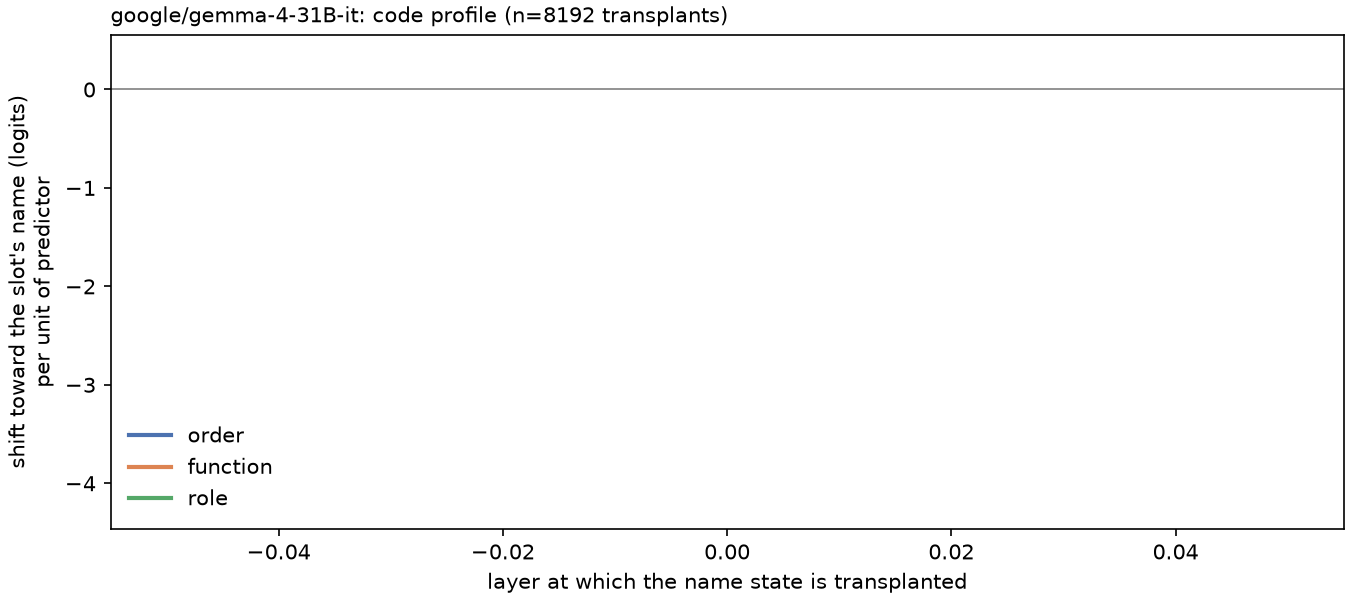 google/gemma-4-31B-it: code profile (n=8192 transplants)
shift toward the slot's name (logits)
per unit of predictor
0
−1
−2
−3
−4
order
function
role
−0.04
−0.02
0.00
0.02
0.04
layer at which the name state is transplanted